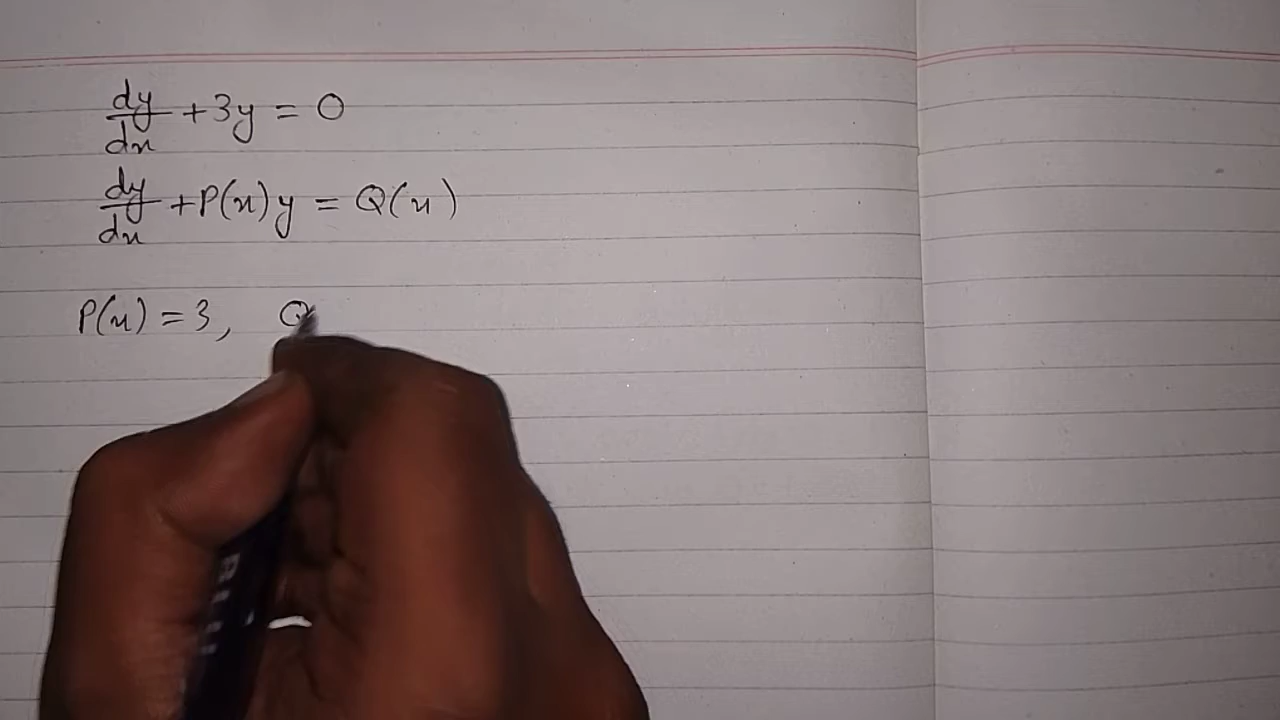 dy/dx + 3y = 0
dy/dx + P(x)y = Q(x)
P(x) = 3, Q